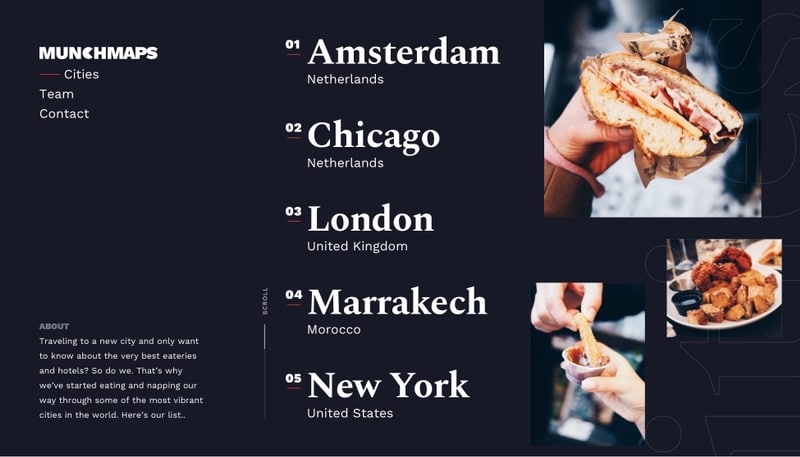 MUNCHMAPS
Cities
Team
Contact
01 Amsterdam
Netherlands
02 Chicago
Netherlands
03 London
United Kingdom
04 Marrakech
Morocco
05 New York
United States
SCROLL
ABOUT
Traveling to a new city and only want
to know about the very best eateries
and hotels? So do we. That's why
we've started eating and napping our
way through some of the most vibrant
cities in the world. Here's our list..